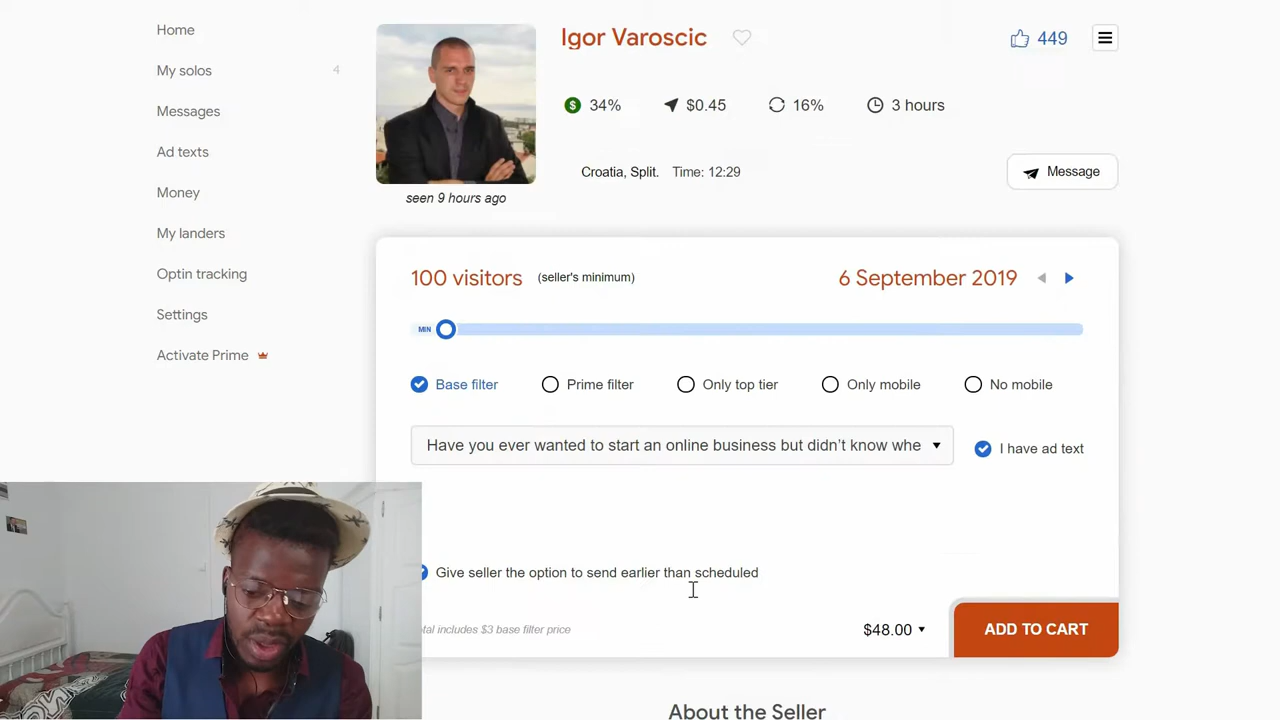 Home
My solos 4
Messages
Ad texts
Money
My landers
Optin tracking
Settings
Activate Prime
Igor Varoscic
449
$ 34%
$0.45
16%
3 hours
Croatia, Split. Time: 12:29
Message
seen 9 hours ago
100 visitors (seller's minimum)
6 September 2019
MIN
Base filter
Prime filter
Only top tier
Only mobile
No mobile
Have you ever wanted to start an online business but didn't know whe
I have ad text
Give seller the option to send earlier than scheduled
includes $3 base filter price
$48.00
ADD TO CART
About the Seller